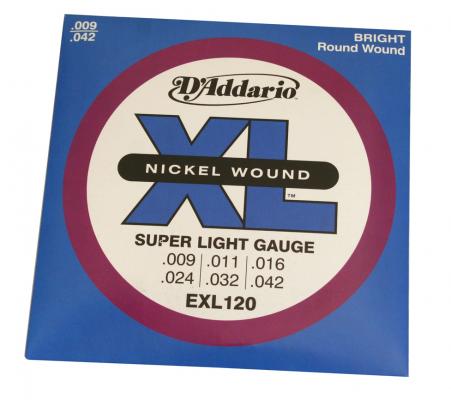 .009
.042
BRIGHT
Round Wound
D'Addario
XL
NICKEL WOUND
TM
SUPER LIGHT GAUGE
.009 .011 .016
.024 .032 .042
EXL120